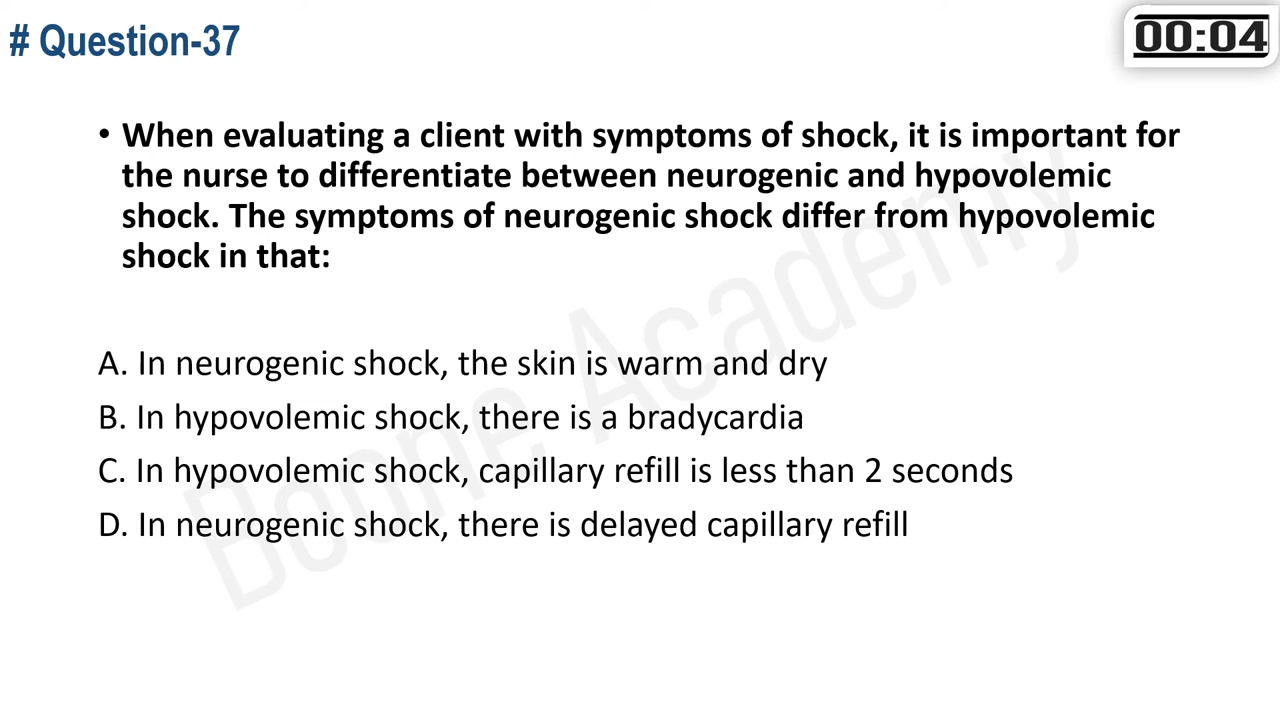 # Question-37
00:04
• When evaluating a client with symptoms of shock, it is important for
the nurse to differentiate between neurogenic and hypovolemic
shock. The symptoms of neurogenic shock differ from hypovolemic
shock in that:
A. In neurogenic shock, the skin is warm and dry
B. In hypovolemic shock, there is a bradycardia
C. In hypovolemic shock, capillary refill is less than 2 seconds
D. In neurogenic shock, there is delayed capillary refill
Boone Academy